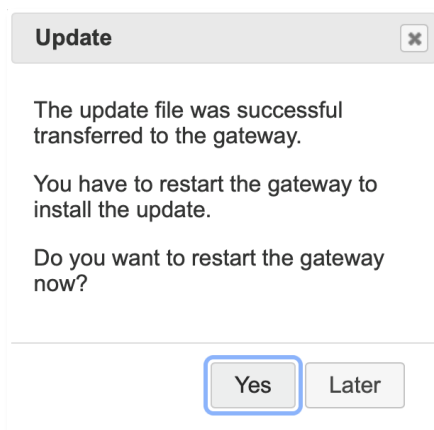 Update
The update file was successful
transferred to the gateway.
You have to restart the gateway to
install the update.
Do you want to restart the gateway
now?
Yes
Later